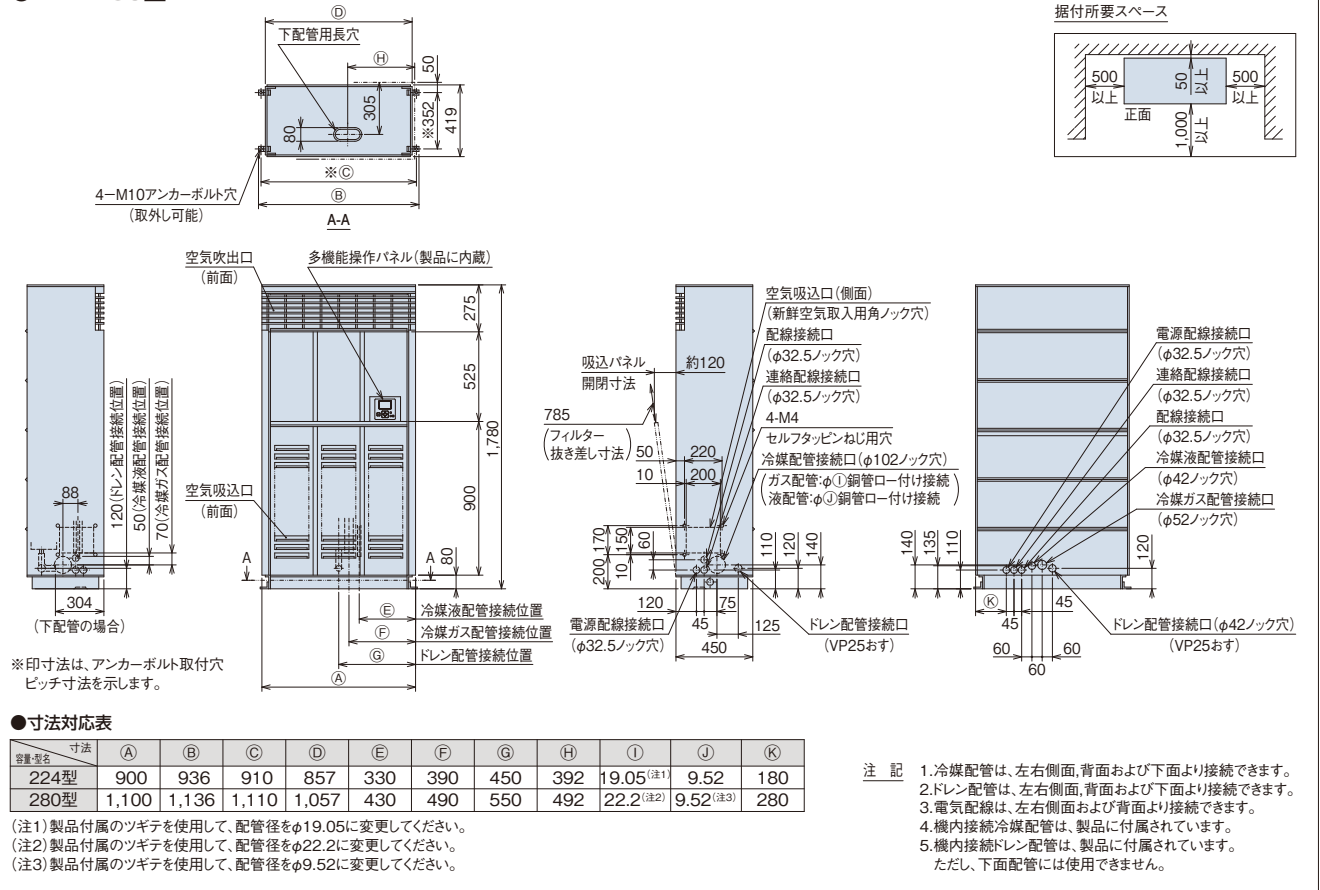 Ⓓ
下配管用長穴
Ⓗ
50
305
※352
419
80
※Ⓒ
Ⓑ
4−M10アンカーボルト穴
(取外し可能)
A-A
据付所要スペース
500
以上
50
以上
500
以上
正面
1,000
以上
空気吹出口
(前面)
多機能操作パネル(製品に内蔵)
275
525
1,780
900
80
空気吸込口
(前面)
A
A
Ⓔ 冷媒液配管接続位置
Ⓕ 冷媒ガス配管接続位置
Ⓖ ドレン配管接続位置
Ⓐ
88
120(ドレン配管接続位置)
50(冷媒液配管接続位置)
70(冷媒ガス配管接続位置)
304
(下配管の場合)
※印寸法は、アンカーボルト取付穴
ピッチ寸法を示します。
空気吸込口(側面)
(新鮮空気取入用角ノック穴)
配線接続口
(φ32.5ノック穴)
連絡配線接続口
(φ32.5ノック穴)
4-M4
セルフタッピンねじ用穴
冷媒配管接続口(φ102ノック穴)
(ガス配管:φⒾ銅管ロー付け接続)
(液配管:φⒿ銅管ロー付け接続)
吸込パネル
開閉寸法
約120
785
(フィルター
抜き差し寸法)
50
220
10
200
170
150
60
200
10
110
120
140
120
75
45
125
450
電源配線接続口
(φ32.5ノック穴)
ドレン配管接続口
(VP25おす)
電源配線接続口
(φ32.5ノック穴)
連絡配線接続口
(φ32.5ノック穴)
配線接続口
(φ32.5ノック穴)
冷媒液配管接続口
(φ42ノック穴)
冷媒ガス配管接続口
(φ52ノック穴)
140
135
110
120
Ⓚ
45
45
60
60
60
ドレン配管接続口(φ42ノック穴)
(VP25おす)
●寸法対応表
寸法
容量・型名
Ⓐ Ⓑ Ⓒ Ⓓ Ⓔ Ⓕ Ⓖ Ⓗ Ⓘ Ⓙ Ⓚ
224型 900 936 910 857 330 390 450 392 19.05(注1) 9.52 180
280型 1,100 1,136 1,110 1,057 430 490 550 492 22.2(注2) 9.52(注3) 280
(注1)製品付属のツギテを使用して、配管径をφ19.05に変更してください。
(注2)製品付属のツギテを使用して、配管径をφ22.2に変更してください。
(注3)製品付属のツギテを使用して、配管径をφ9.52に変更してください。
注 記 1.冷媒配管は、左右側面,背面および下面より接続できます。
2.ドレン配管は、左右側面,背面および下面より接続できます。
3.電気配線は、左右側面および背面より接続できます。
4.機内接続冷媒配管は、製品に付属されています。
5.機内接続ドレン配管は、製品に付属されています。
ただし、下面配管には使用できません。